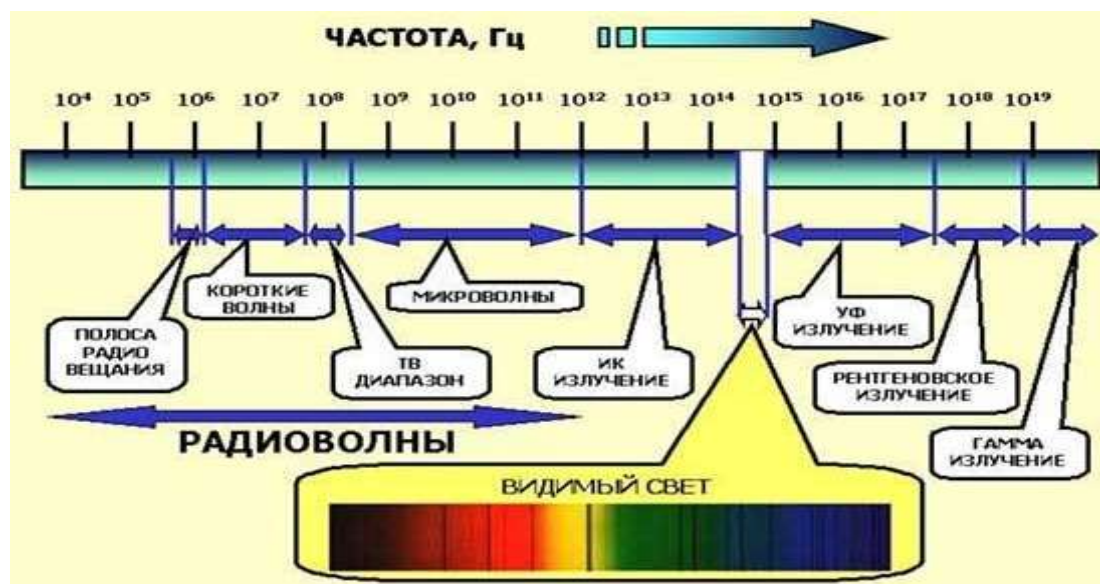 ЧАСТОТА, Гц
10⁴ 10⁵ 10⁶ 10⁷ 10⁸ 10⁹ 10¹⁰ 10¹¹ 10¹² 10¹³ 10¹⁴ 10¹⁵ 10¹⁶ 10¹⁷ 10¹⁸ 10¹⁹
ПОЛОСА
РАДИО
ВЕЩАНИЯ
КОРОТКИЕ
ВОЛНЫ
ТВ
ДИАПАЗОН
МИКРОВОЛНЫ
ИК
ИЗЛУЧЕНИЕ
УФ
ИЗЛУЧЕНИЕ
РЕНТГЕНОВСКОЕ
ИЗЛУЧЕНИЕ
ГАММА
ИЗЛУЧЕНИЕ
РАДИОВОЛНЫ
ВИДИМЫЙ СВЕТ